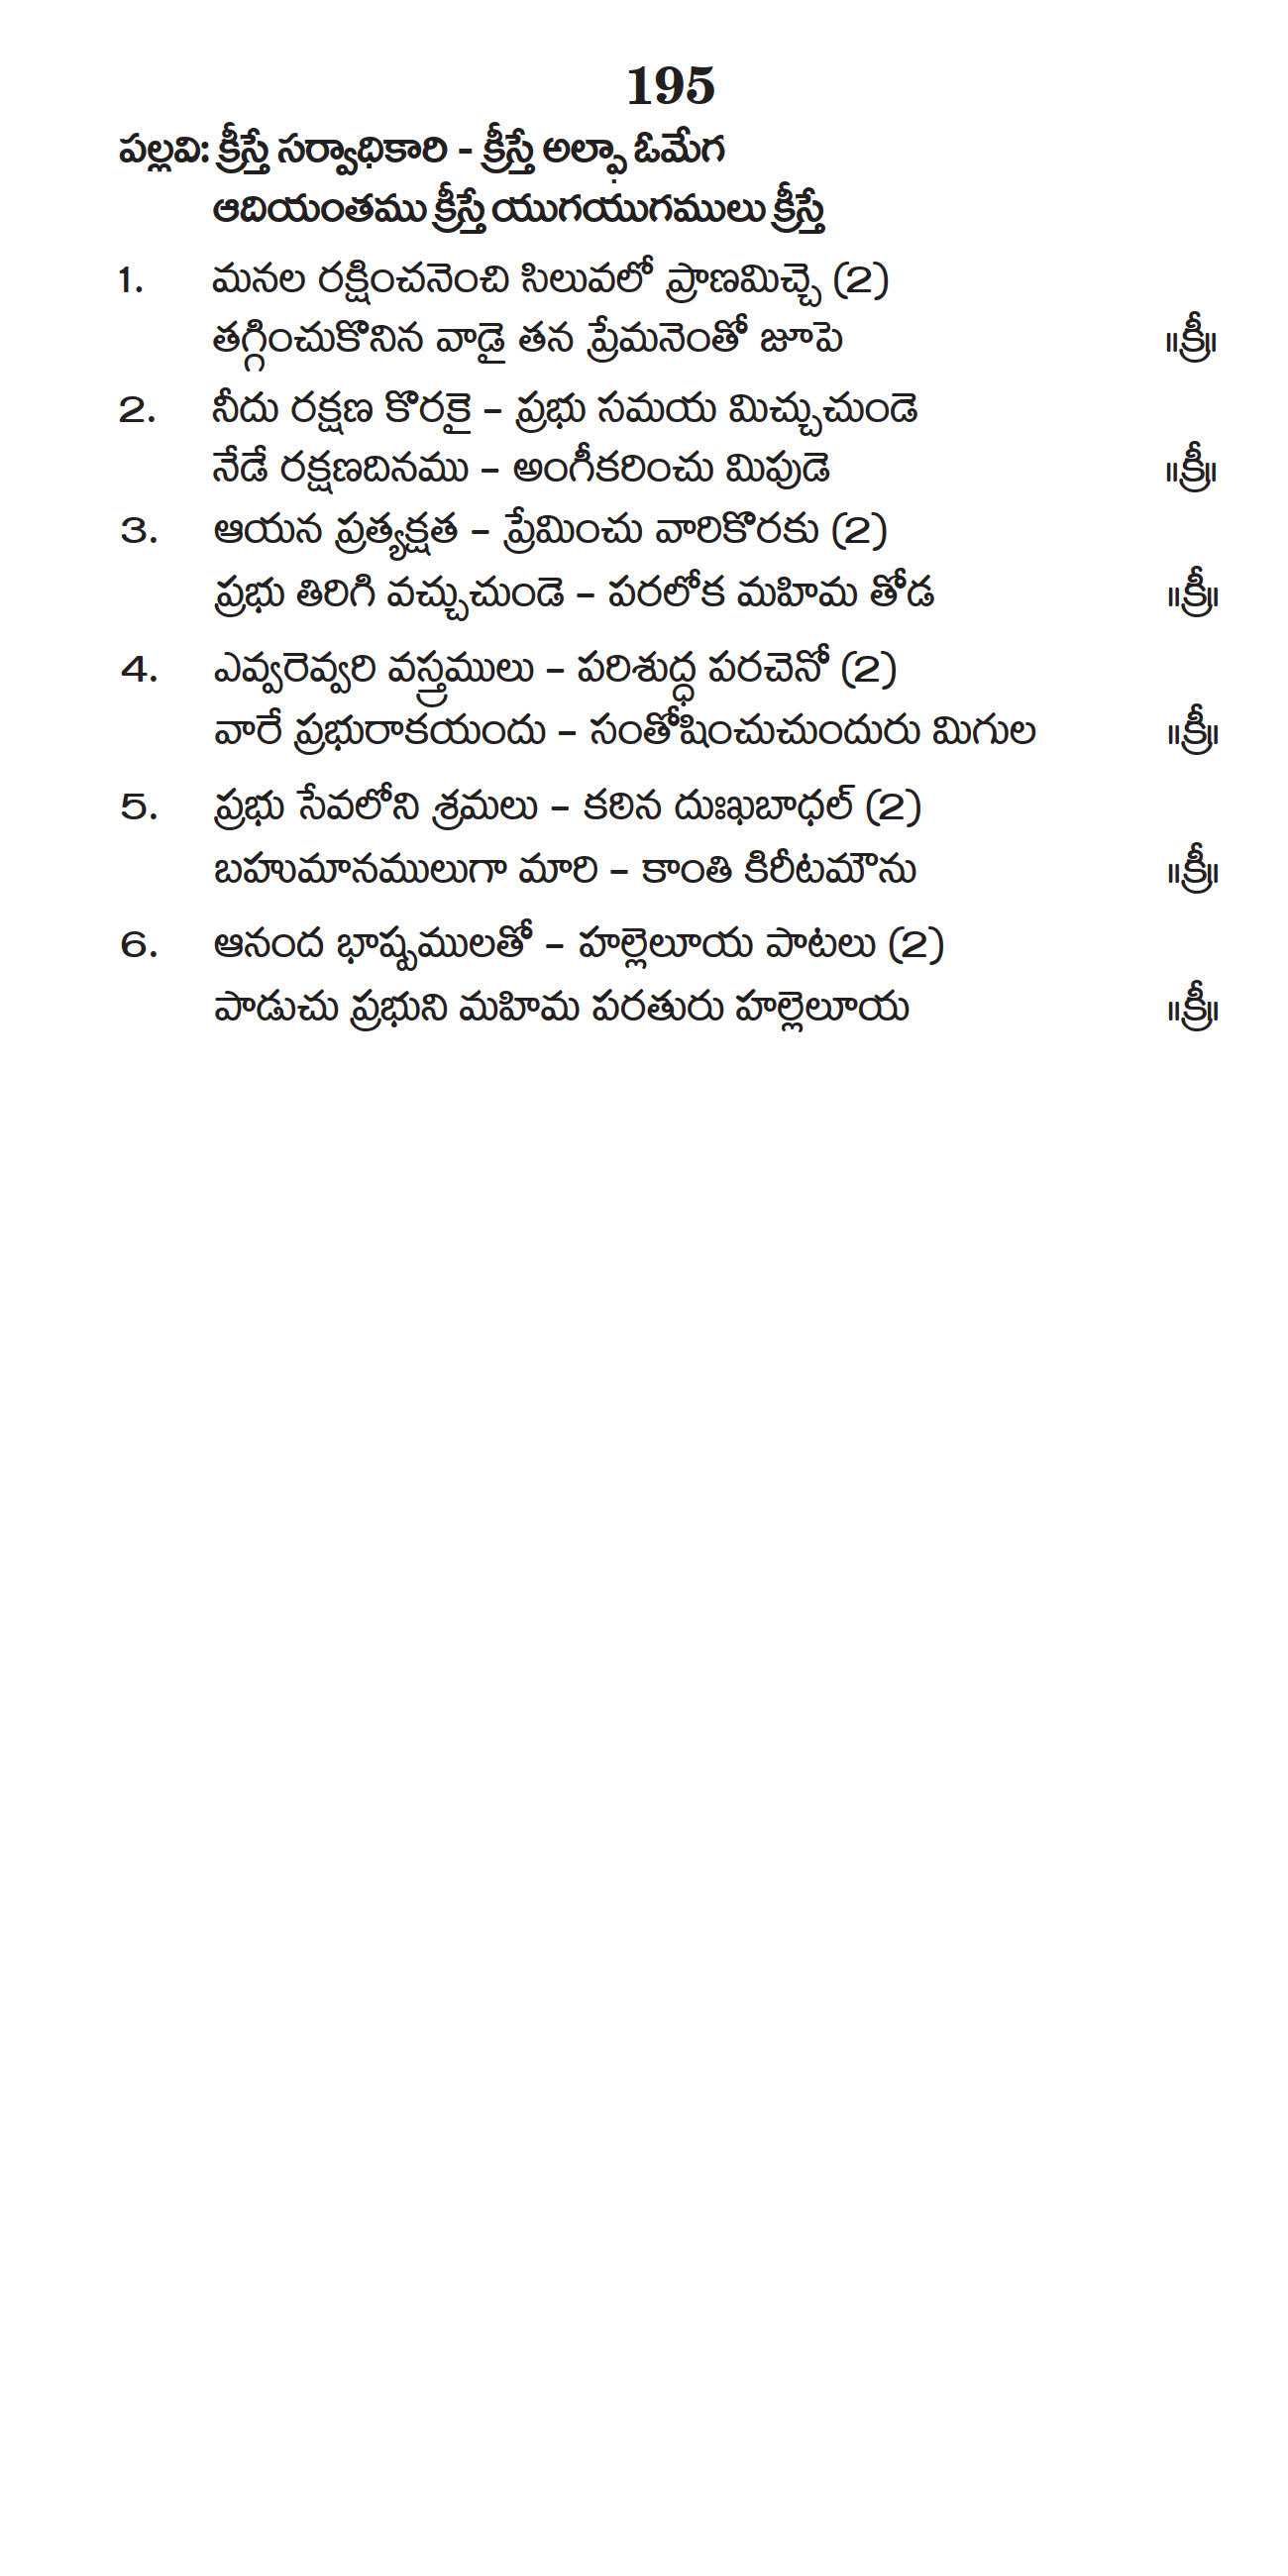 195
పల్లవి: క్రీస్తే సర్వాధికారి - క్రీస్తే అల్ఫా ఓమేగ
ఆదియంతము క్రీస్తే యుగయుగములు క్రీస్తే
1. మనల రక్షించనెంచి సిలువలో ప్రాణమిచ్చె (2)
తగ్గించుకొనిన వాడై తన ప్రేమనెంతో జూపె ॥క్రీ॥
2. నీదు రక్షణ కొరకై – ప్రభు సమయ మిచ్చుచుండె
నేడే రక్షణదినము – అంగీకరించు మిపుడె ॥క్రీ॥
3. ఆయన ప్రత్యక్షత – ప్రేమించు వారికొరకు (2)
ప్రభు తిరిగి వచ్చుచుండె – పరలోక మహిమ తోడ ॥క్రీ॥
4. ఎవ్వరెవ్వరి వస్త్రములు – పరిశుద్ధ పరచెనో (2)
వారే ప్రభురాకయందు – సంతోషించుచుందురు మిగుల ॥క్రీ॥
5. ప్రభు సేవలోని శ్రమలు – కఠిన దుఃఖబాధల్ (2)
బహుమానములుగా మారి – కాంతి కిరీటమౌను ॥క్రీ॥
6. ఆనంద భాష్పములతో – హల్లెలూయ పాటలు (2)
పాడుచు ప్రభుని మహిమ పరతురు హల్లెలూయ ॥క్రీ॥